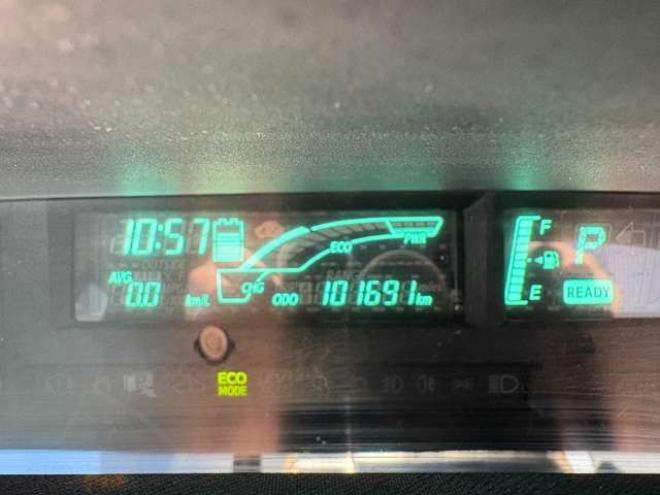 10:57
AVG
0.0 km/L
ECO
PWR
CHG
ODO 101691 km
F
E
P
READY
ECO
MODE